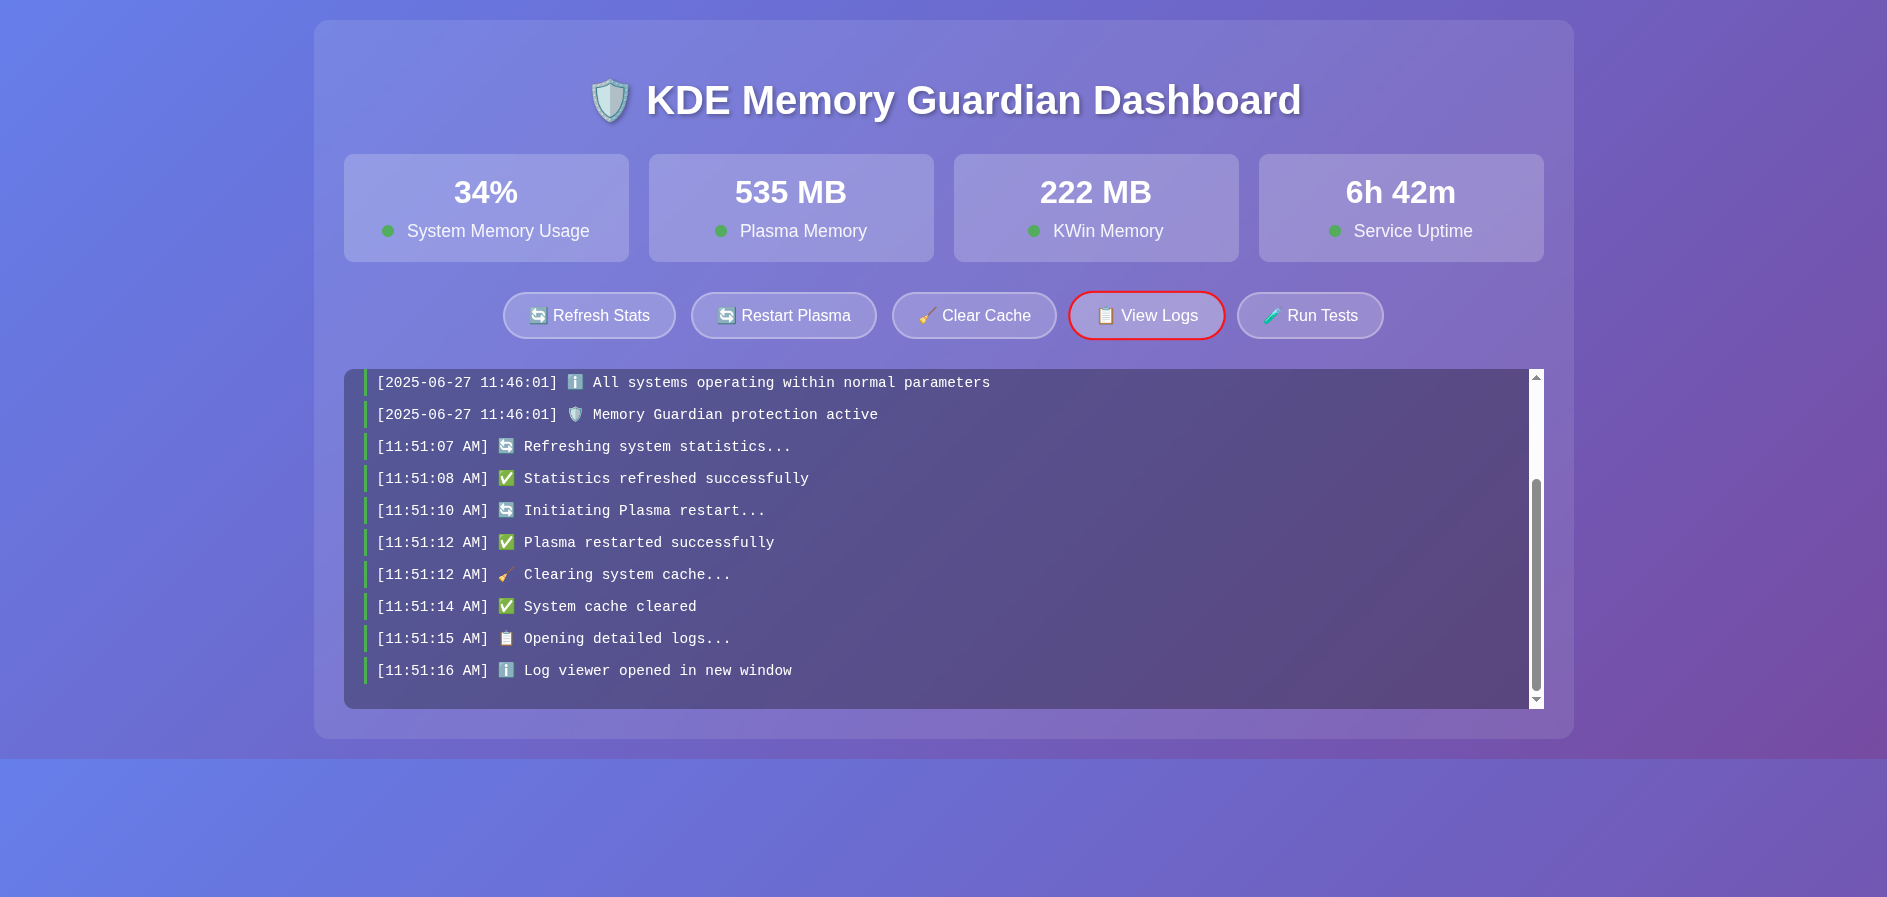 🛡️ KDE Memory Guardian Dashboard
34%
System Memory Usage
535 MB
Plasma Memory
222 MB
KWin Memory
6h 42m
Service Uptime
🔄 Refresh Stats
🔄 Restart Plasma
🧹 Clear Cache
📋 View Logs
🧪 Run Tests
[2025-06-27 11:46:01] ℹ️ All systems operating within normal parameters
[2025-06-27 11:46:01] 🛡️ Memory Guardian protection active
[11:51:07 AM] 🔄 Refreshing system statistics...
[11:51:08 AM] ✅ Statistics refreshed successfully
[11:51:10 AM] 🔄 Initiating Plasma restart...
[11:51:12 AM] ✅ Plasma restarted successfully
[11:51:12 AM] 🧹 Clearing system cache...
[11:51:14 AM] ✅ System cache cleared
[11:51:15 AM] 📋 Opening detailed logs...
[11:51:16 AM] ℹ️ Log viewer opened in new window